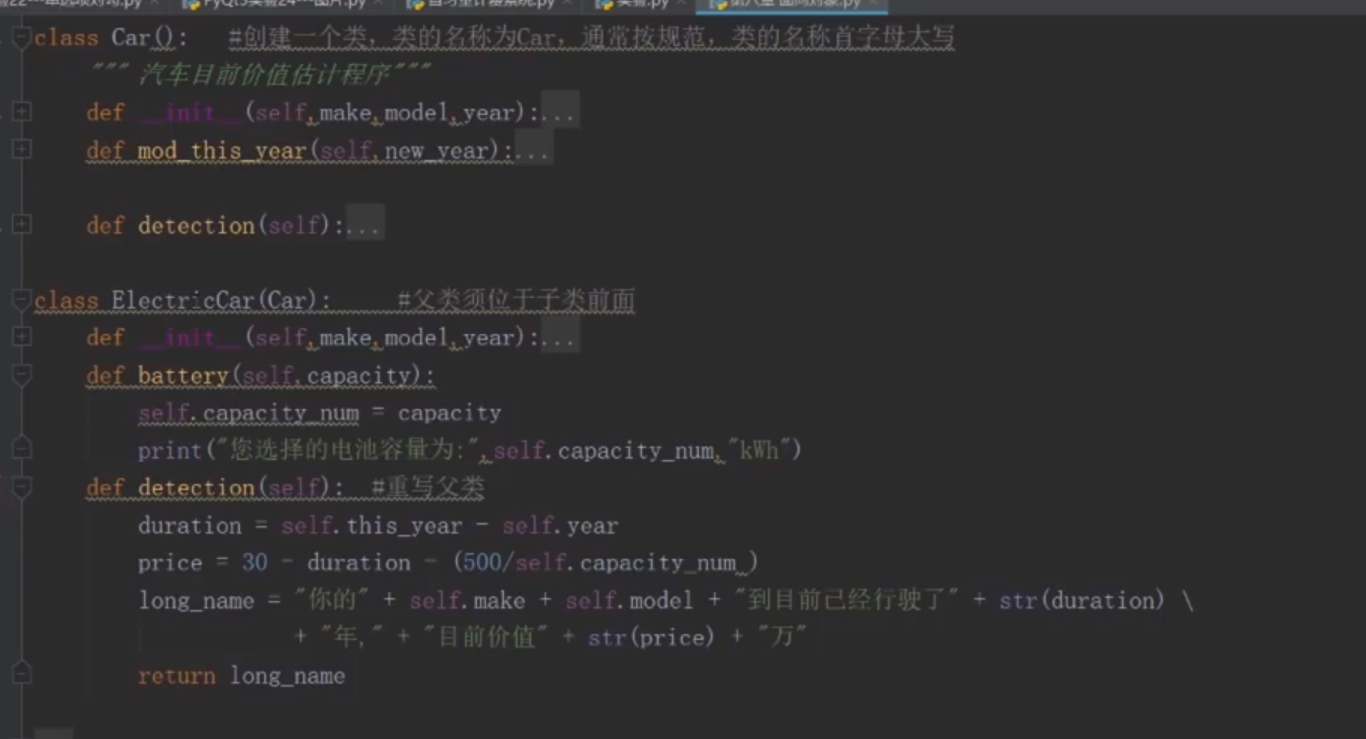 class Car():   #创建一个类，类的名称为Car，通常按规范，类的名称首字母大写
    """ 汽车目前价值估计程序"""
    def __init__(self,make,model,year):...
    def mod_this_year(self,new_year):...
    def detection(self):...
class ElectricCar(Car):     #父类须位于子类前面
    def __init__(self,make,model,year):...
    def battery(self,capacity):
        self.capacity_num = capacity
        print("您选择的电池容量为:",self.capacity_num,"kWh")
    def detection(self):  #重写父类
        duration = self.this_year - self.year
        price = 30 - duration - (500/self.capacity_num )
        long_name = "你的" + self.make + self.model + "到目前已经行驶了" + str(duration) \
                    + "年," + "目前价值" + str(price) + "万"
        return long_name